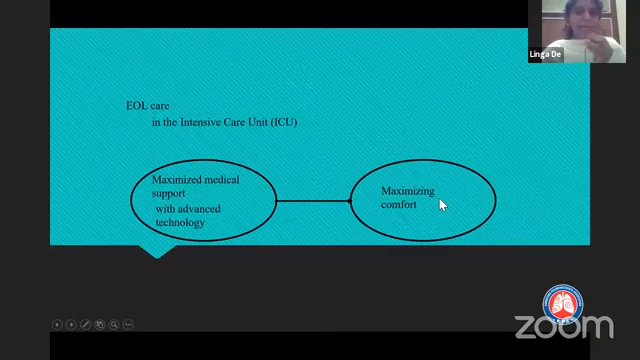 Linga De
EOL care
in the Intensive Care Unit (ICU)
Maximized medical
support
with advanced
technology
Maximizing
comfort
zoom